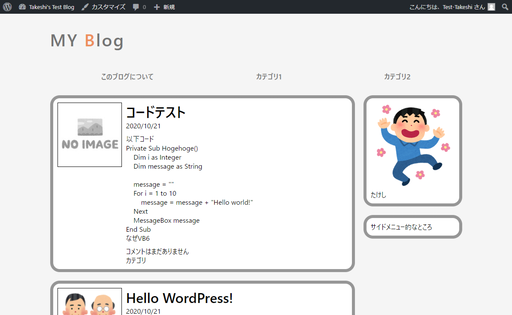 Takeshi's Test Blog カスタマイズ 0 新規 こんにちは、Test-Takeshi さん
MY Blog
このブログについて カテゴリ1 カテゴリ2
NO IMAGE
コードテスト
2020/10/21
以下コード
Private Sub Hogehoge()
Dim i as Integer
Dim message as String
message = ""
For i = 1 to 10
message = message + "Hello world!"
Next
MessageBox message
End Sub
なぜVB6
コメントはまだありません
カテゴリ
たけし
サイドメニュー的なところ
Hello WordPress!
2020/10/21